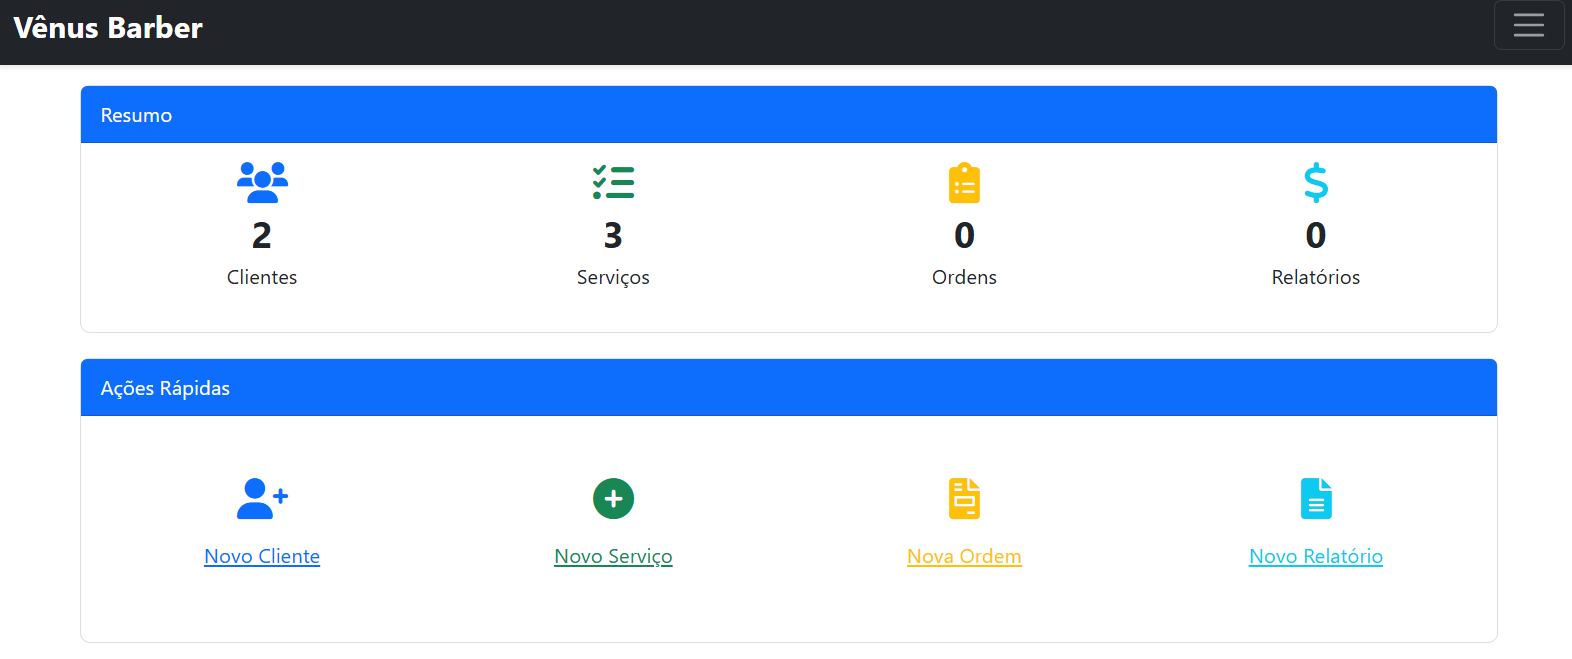 Vênus Barber
Resumo
2 3 0 0
Clientes Serviços Ordens Relatórios
Ações Rápidas
Novo Cliente Novo Serviço Nova Ordem Novo Relatório